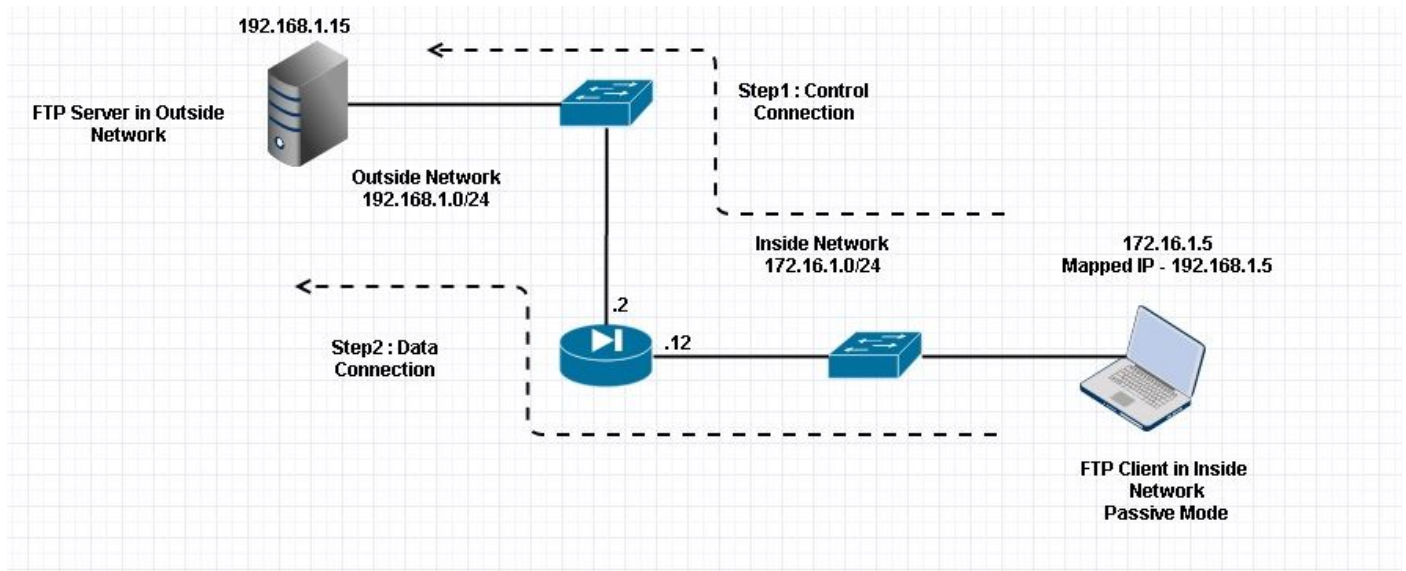 192.168.1.15
FTP Server in Outside
Network
Step1 : Control
Connection
Outside Network
192.168.1.0/24
Inside Network
172.16.1.0/24
172.16.1.5
Mapped IP - 192.168.1.5
.2
.12
Step2 : Data
Connection
FTP Client in Inside
Network
Passive Mode